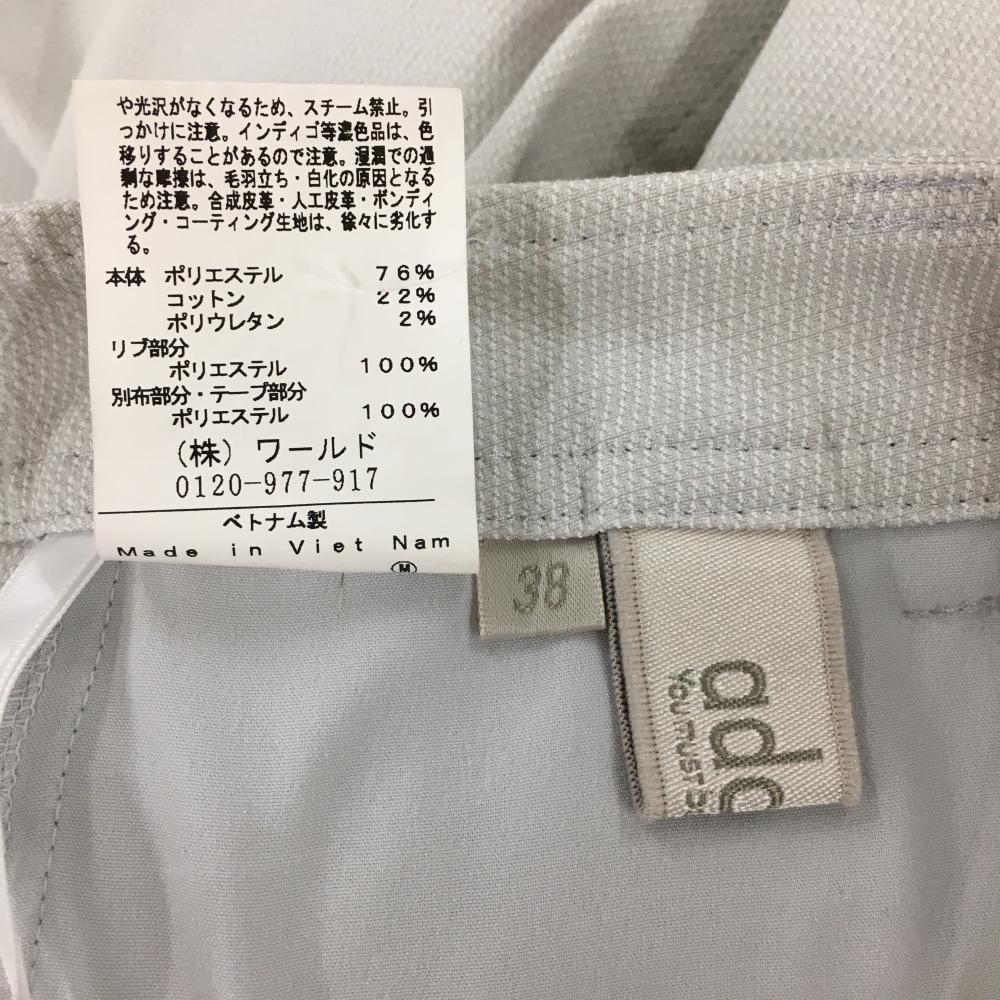 や光沢がなくなるため、スチーム禁止。引
っかけに注意。インディゴ等濃色品は、色
移りすることがあるので注意。湿潤での過
剰な摩擦は、毛羽立ち・白化の原因となる
ため注意。合成皮革・人工皮革・ボンディ
ング・コーティング生地は、徐々に劣化す
る。
本体 ポリエステル 76%
コットン 22%
ポリウレタン 2%
リブ部分
ポリエステル 100%
別布部分・テープ部分
ポリエステル 100%
(株) ワールド
0120-977-917
ベトナム製
Made in Viet Nam
Ⓜ
38
ado
YOU MUST